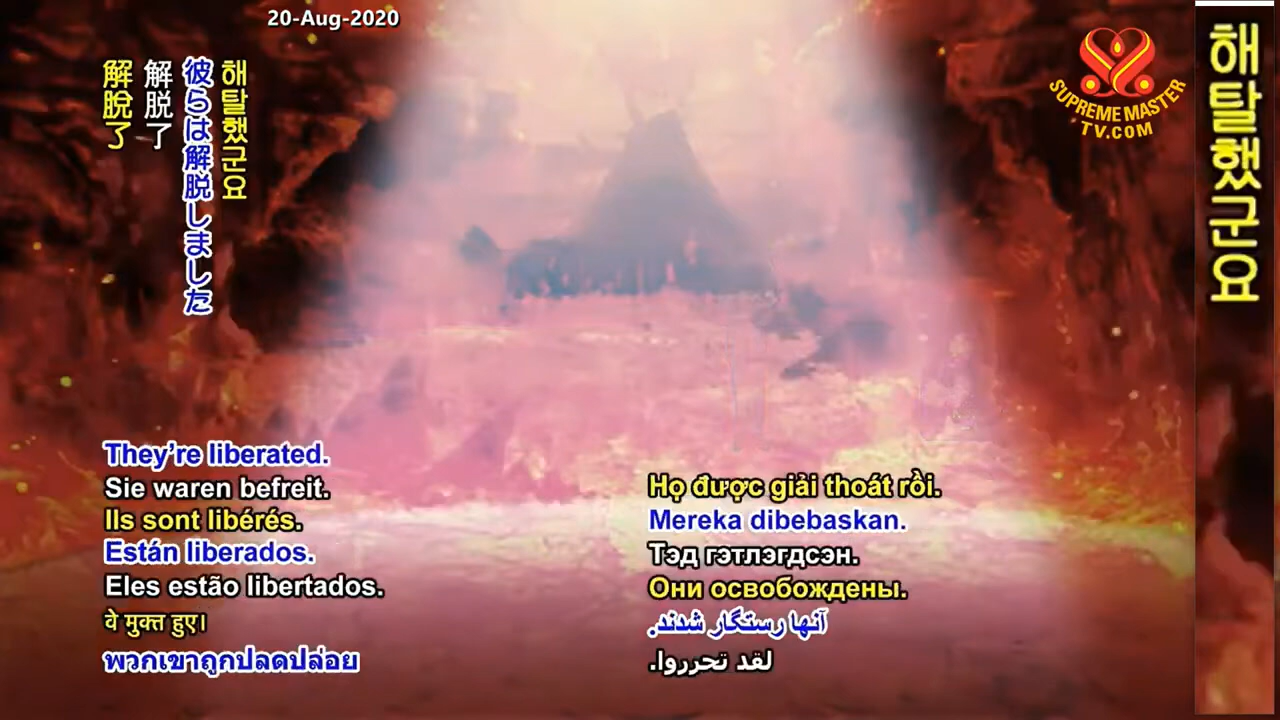 20-Aug-2020
SUPREME MASTER
TV.COM
해탈했군요
해탈했군요
彼らは解脱しました
解脱了
解脫了
They're liberated.
Sie waren befreit.
Ils sont libérés.
Están liberados.
Eles estão libertados.
वे मुक्त हुए।
พวกเขาถูกปลดปล่อย
Họ được giải thoát rồi.
Mereka dibebaskan.
Тэд гэтлэгдсэн.
Они освобождены.
آنها رستگار شدند.
لقد تحرروا.